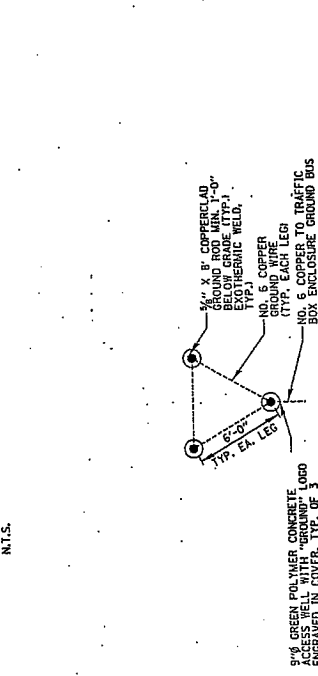 N.T.S.
⅝" X 8' COPPERCLAD
GROUND ROD MIN. 1'-0"
BELOW GRADE (TYP.)
EXOTHERMIC WELD,
TYP.)
NO. 6 COPPER
GROUND WIRE
(TYP. EACH LEG)
NO. 6 COPPER TO TRAFFIC
BOX ENCLOSURE GROUND BUS
6'-0"
TYP. EA. LEG
9"Ø GREEN POLYMER CONCRETE
ACCESS WELL WITH "GROUND" LOGO
ENGRAVED IN COVER, TYP. OF 3